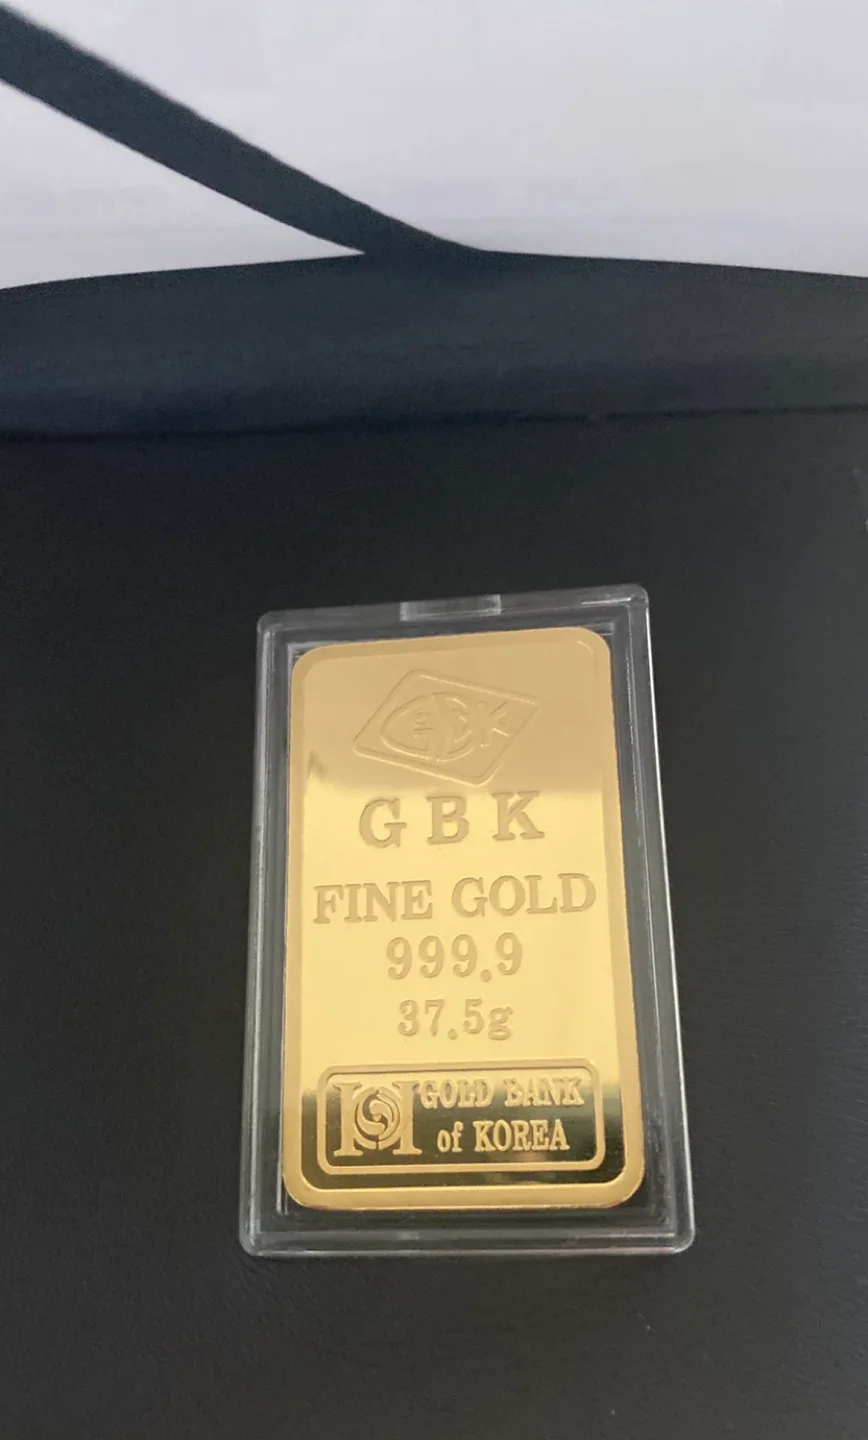 GBK
G B K
FINE GOLD
999.9
37.5g
GOLD BANK
of KOREA